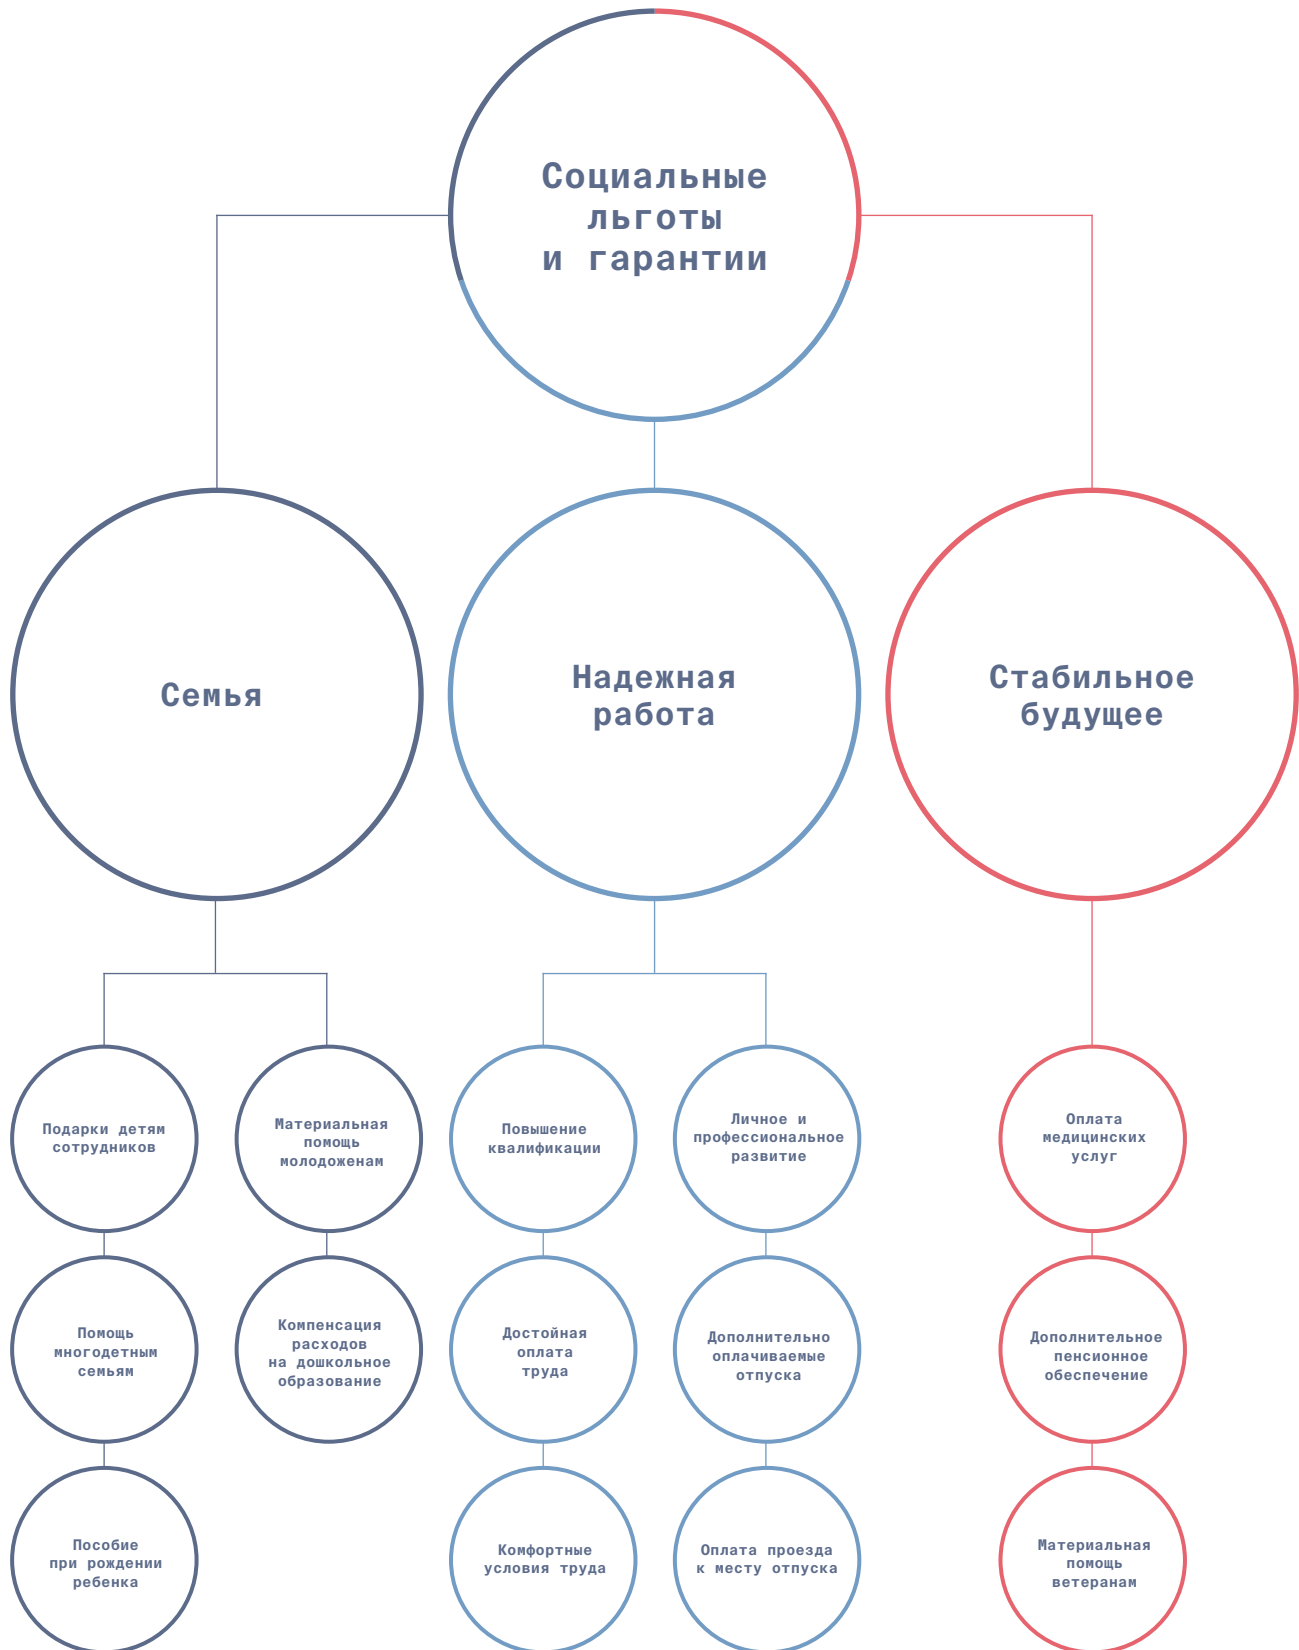 Социальные
льготы
и гарантии
Семья
Надежная
работа
Стабильное
будущее
Подарки детям
сотрудников
Материальная
помощь
молодоженам
Повышение
квалификации
Личное и
профессиональное
развитие
Оплата
медицинских
услуг
Помощь
многодетным
семьям
Компенсация
расходов
на дошкольное
образование
Достойная
оплата
труда
Дополнительно
оплачиваемые
отпуска
Дополнительное
пенсионное
обеспечение
Пособие
при рождении
ребенка
Комфортные
условия труда
Оплата проезда
к месту отпуска
Материальная
помощь
ветеранам